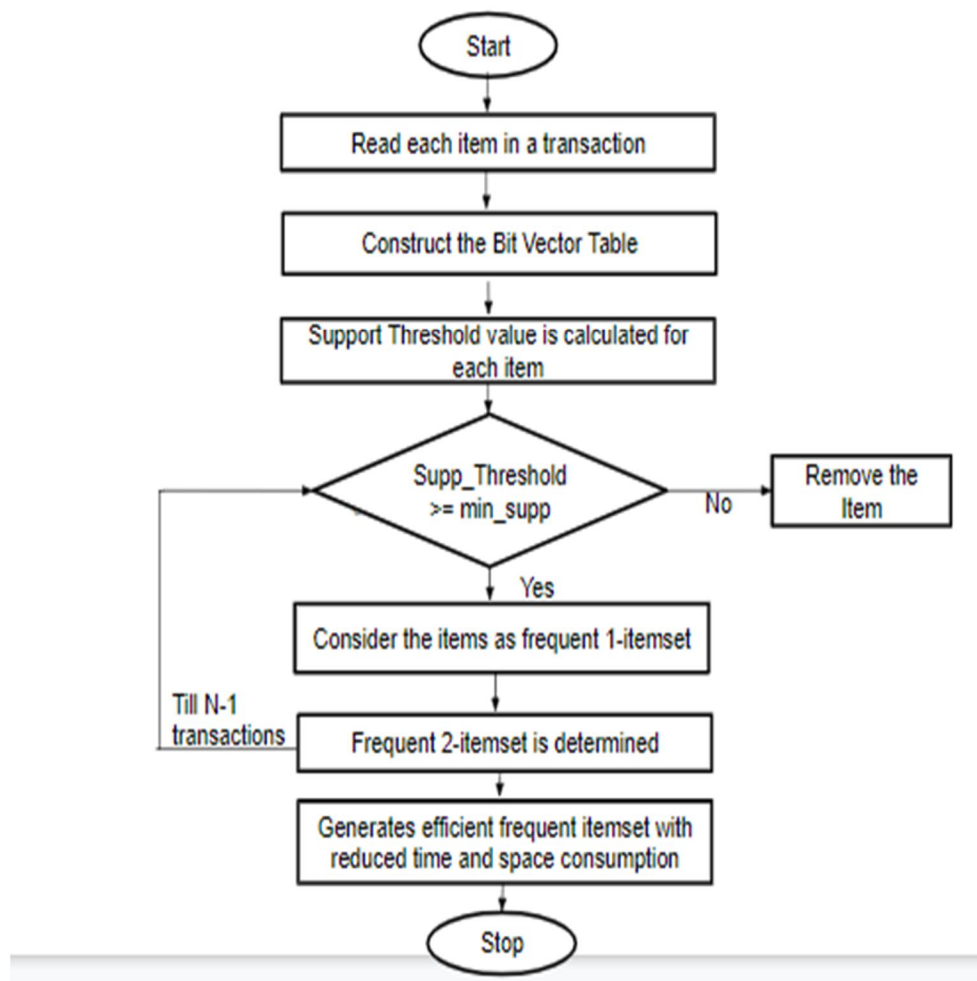 Start
Read each item in a transaction
Construct the Bit Vector Table
Support Threshold value is calculated for
each item
Supp_Threshold
>= min_supp
No
Remove the
Item
Yes
Consider the items as frequent 1-itemset
Till N-1
transactions
Frequent 2-itemset is determined
Generates efficient frequent itemset with
reduced time and space consumption
Stop